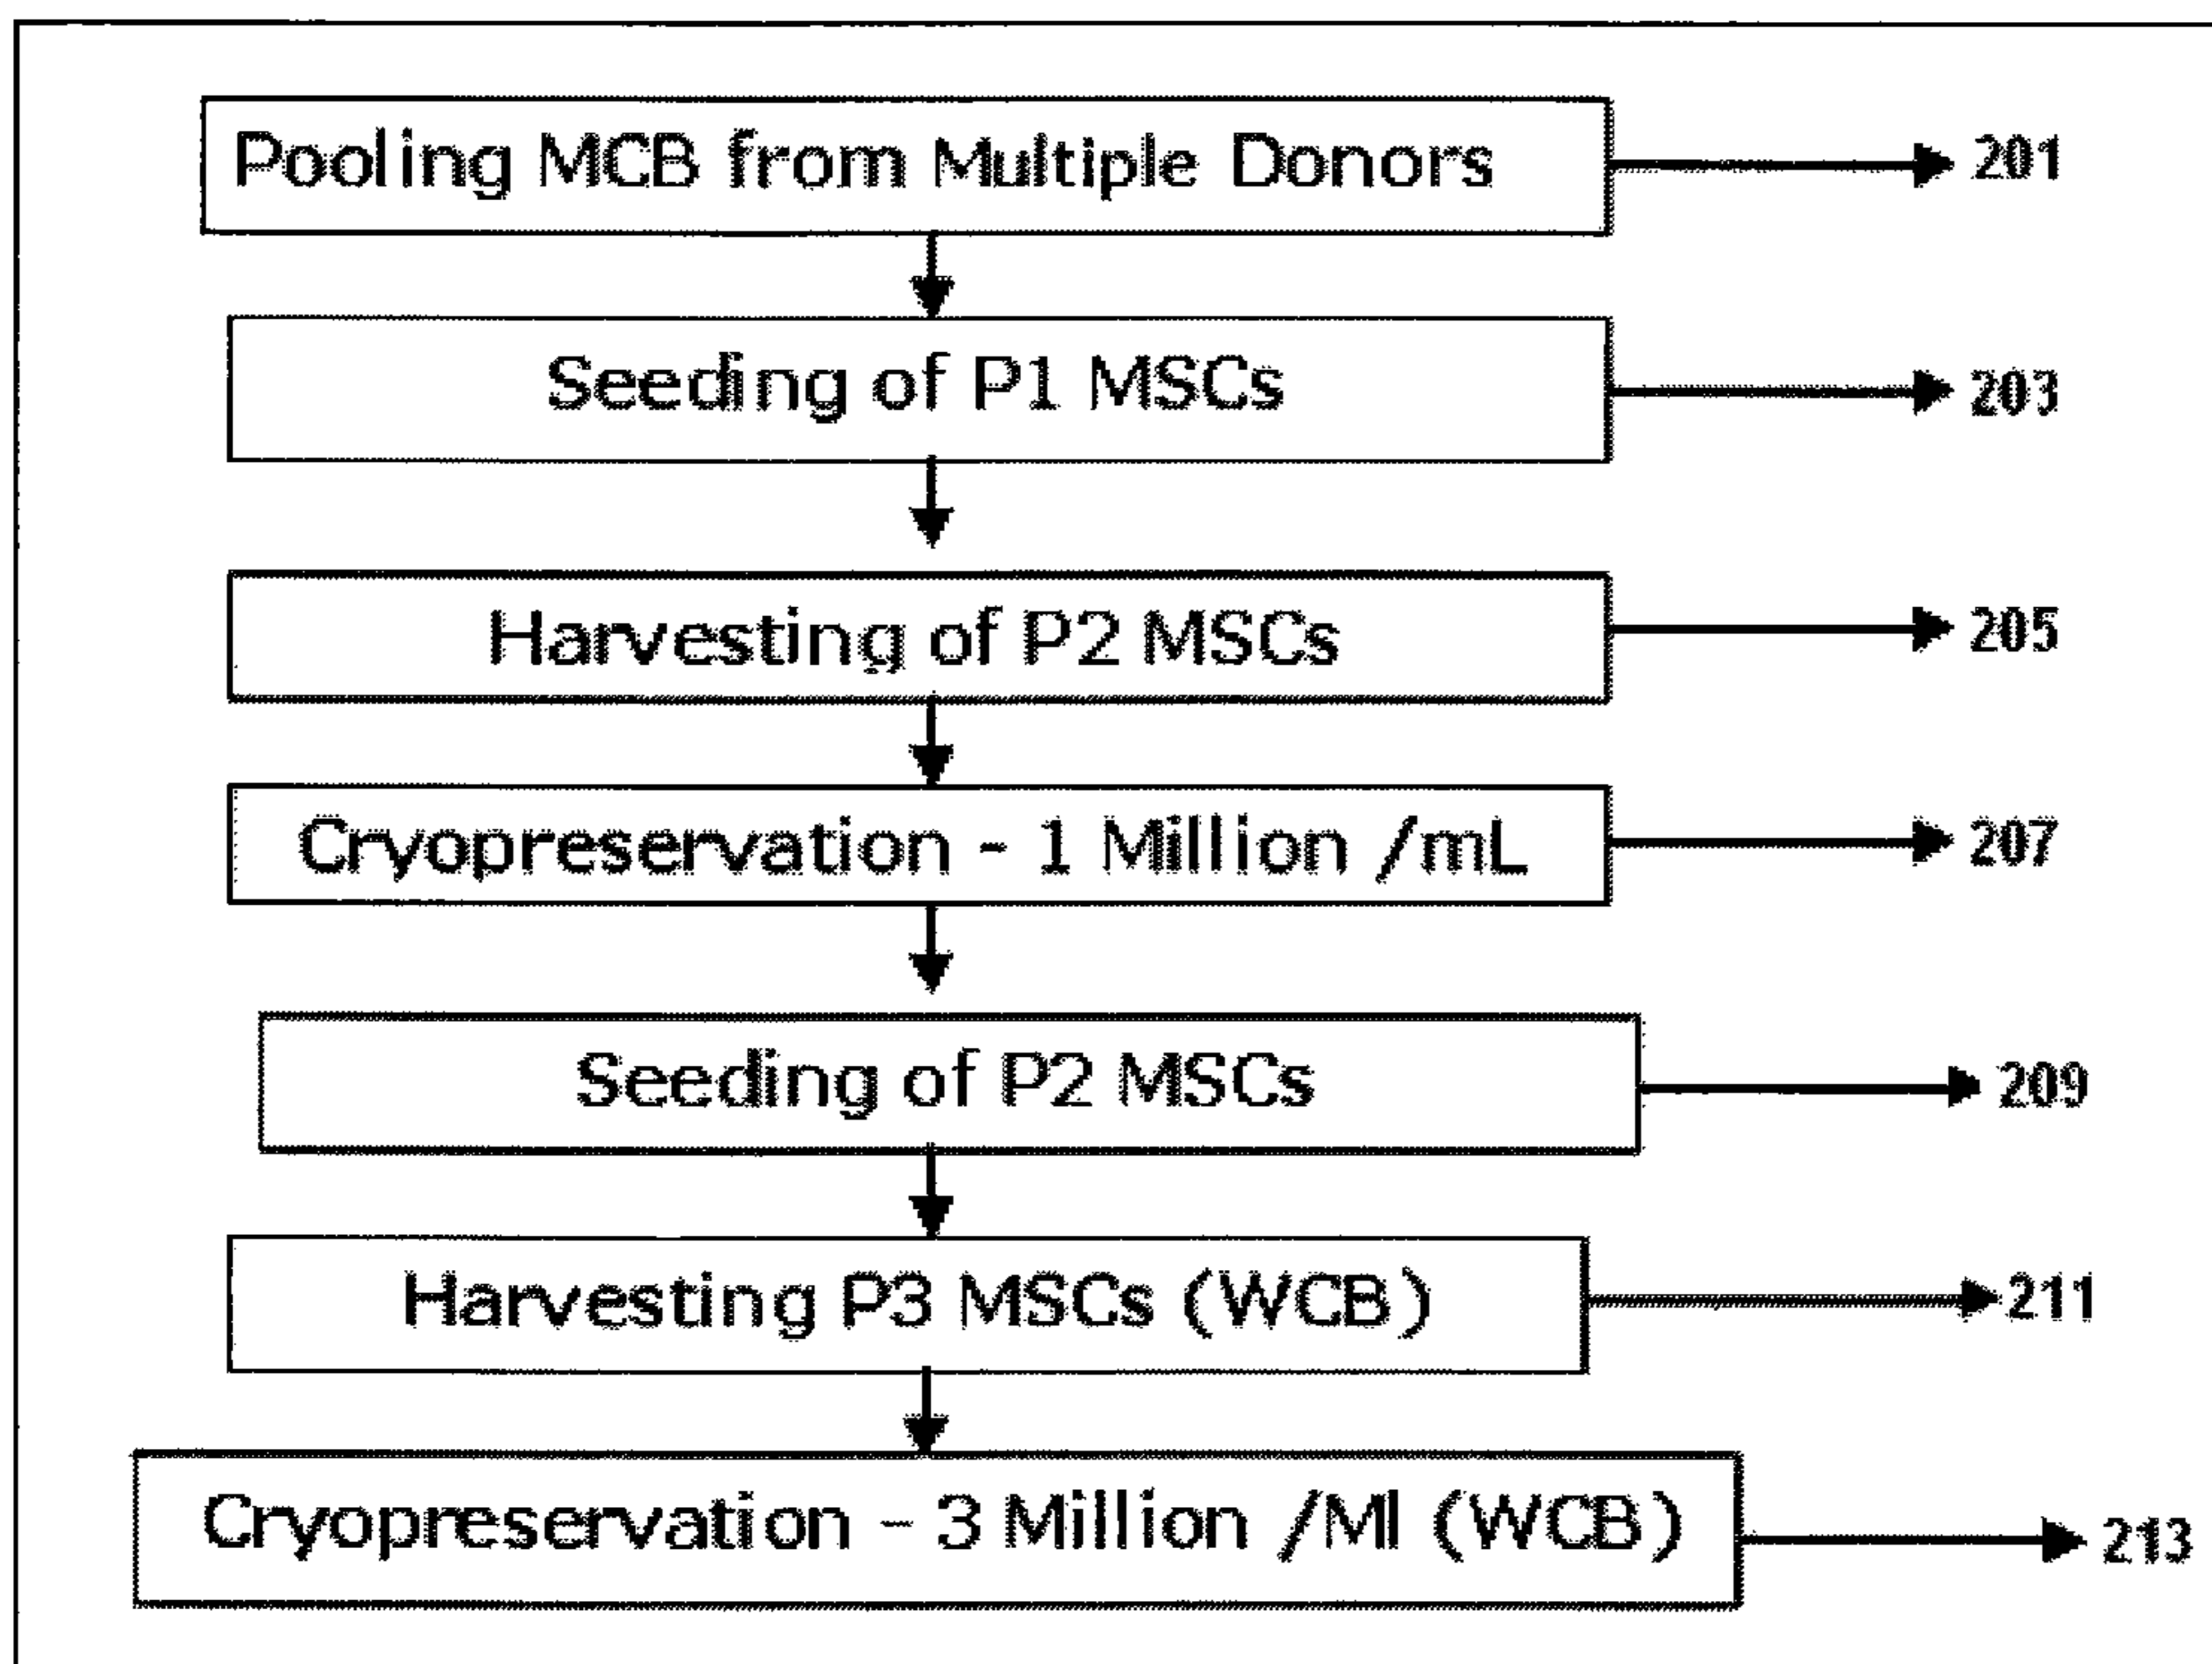 Pooling MCB from Multiple Donors 201
Seeding of P1 MSCs 203
Harvesting of P2 MSCs 205
Cryopreservation - 1 Million /mL 207
Seeding of P2 MSCs 209
Harvesting P3 MSCs (WCB) 211
Cryopreservation - 3 Million /Ml (WCB) 213